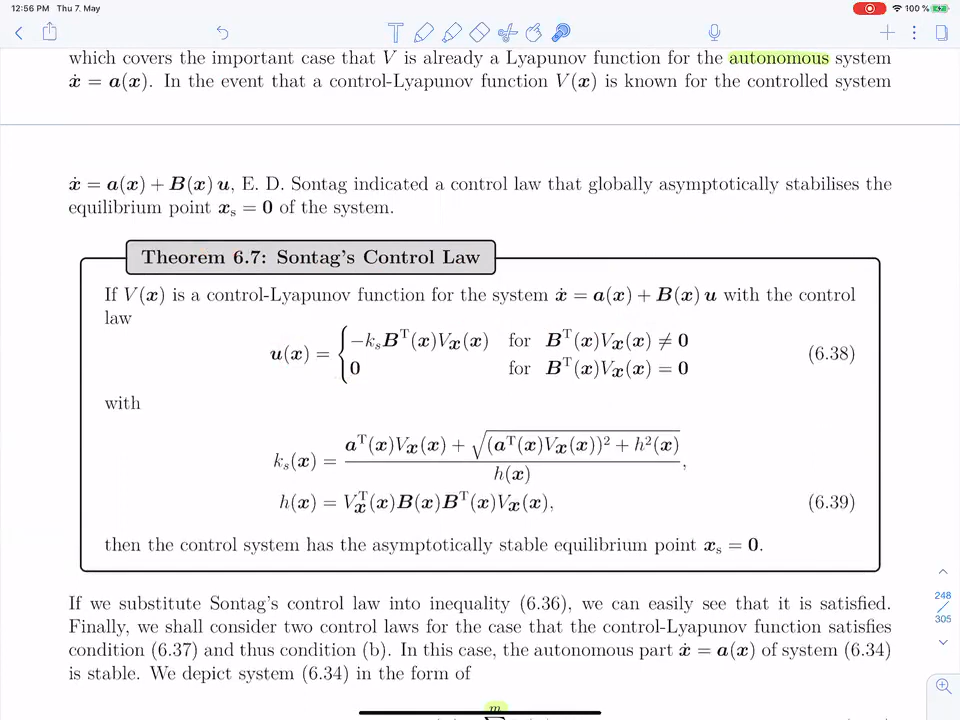 12:56 PM Thu 7. May
100 %
T
which covers the important case that V is already a Lyapunov function for the autonomous system
ẋ = a(x). In the event that a control-Lyapunov function V(x) is known for the controlled system
ẋ = a(x) + B(x) u, E. D. Sontag indicated a control law that globally asymptotically stabilises the
equilibrium point xₛ = 0 of the system.
Theorem 6.7: Sontag's Control Law
If V(x) is a control-Lyapunov function for the system ẋ = a(x) + B(x) u with the control
law
u(x) = { −kₛBᵀ(x)Vₓ(x) for Bᵀ(x)Vₓ(x) ≠ 0
0 for Bᵀ(x)Vₓ(x) = 0 (6.38)
with
kₛ(x) = (aᵀ(x)Vₓ(x) + √((aᵀ(x)Vₓ(x))² + h²(x))) / h(x),
h(x) = Vₓᵀ(x)B(x)Bᵀ(x)Vₓ(x), (6.39)
then the control system has the asymptotically stable equilibrium point xₛ = 0.
If we substitute Sontag's control law into inequality (6.36), we can easily see that it is satisfied.
Finally, we shall consider two control laws for the case that the control-Lyapunov function satisfies
condition (6.37) and thus condition (b). In this case, the autonomous part ẋ = a(x) of system (6.34)
is stable. We depict system (6.34) in the form of
m
248
305